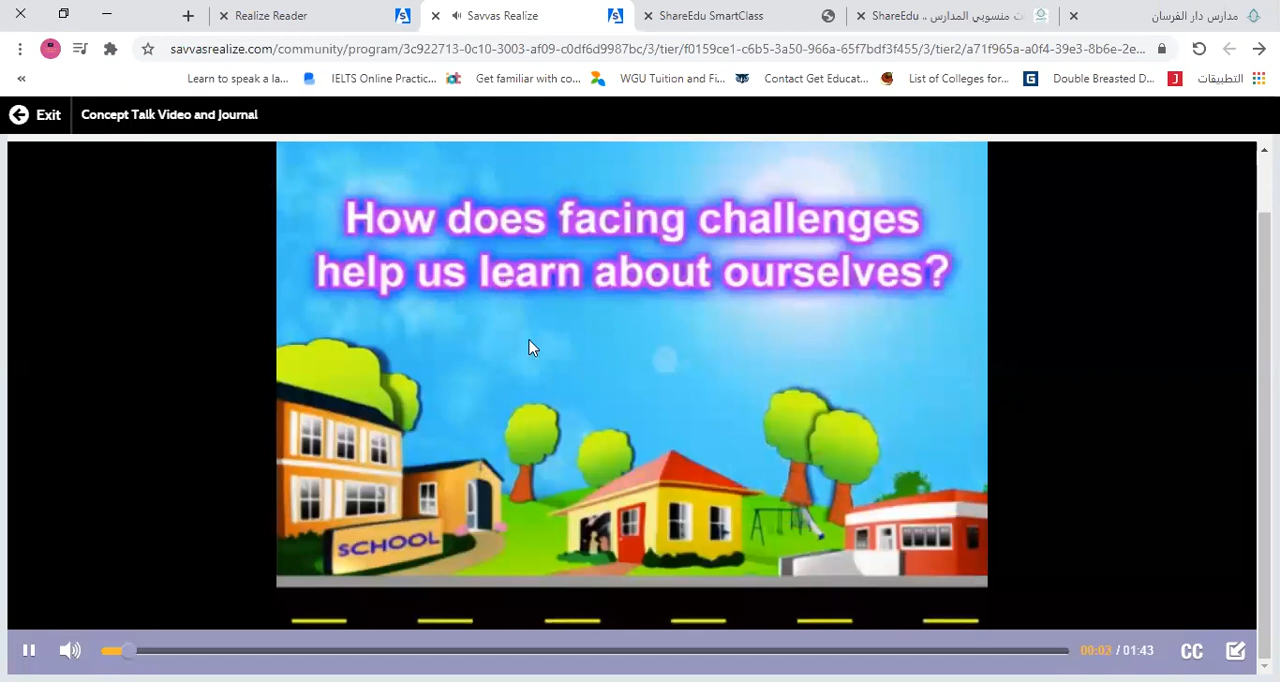 Realize Reader
Savvas Realize
ShareEdu SmartClass
ShareEdu .. ت منسوبي المدارس
مدارس دار الفرسان
savvasrealize.com/community/program/3c922713-0c10-3003-af09-c0df6d9987bc/3/tier/f0159ce1-c6b5-3a50-966a-65f7bdf3f455/3/tier2/a71f965a-a0f4-39e3-8b6e-2e...
«
Learn to speak a la...
IELTS Online Practic...
Get familiar with co...
WGU Tuition and Fi...
Contact Get Educat...
List of Colleges for...
Double Breasted D...
التطبيقات
Exit
Concept Talk Video and Journal
How does facing challenges
help us learn about ourselves?
SCHOOL
00:03 / 01:43
CC